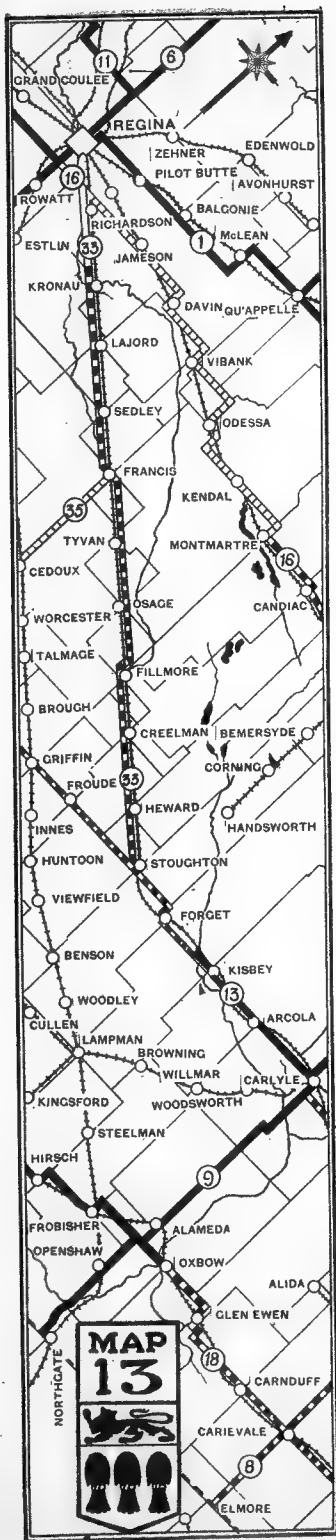 11
6
GRAND COULEE
REGINA
ZEHNER
EDENWOLD
PILOT BUTTE
AVONHURST
16
ROWATT
BALGONIE
RICHARDSON
1
McLEAN
ESTLIN
33
JAMESON
KRONAU
DAVIN
QU'APPELLE
LAJORD
VIBANK
SEDLEY
ODESSA
FRANCIS
KENDAL
35
TYVAN
MONTMARTRE
16
CEDOUX
CANDIAC
WORCESTER
OSAGE
TALMAGE
FILLMORE
BROUGH
CREELMAN
BEMERSYDE
GRIFFIN
CORNING
FROUDE
33
HEWARD
INNES
HANDSWORTH
HUNTOON
STOUGHTON
VIEWFIELD
FORGET
BENSON
KISBEY
WOODLEY
13
CULLEN
ARCOLA
LAMPMAN
BROWNING
WILLMAR
CARLYLE
KINGSFORD
WOODSWORTH
STEELMAN
HIRSCH
9
FROBISHER
ALAMEDA
OPENSHAW
OXBOW
ALIDA
GLEN EWEN
MAP
13
18
NORTHGATE
CARNDUFF
CARIEVALE
8
ELMORE